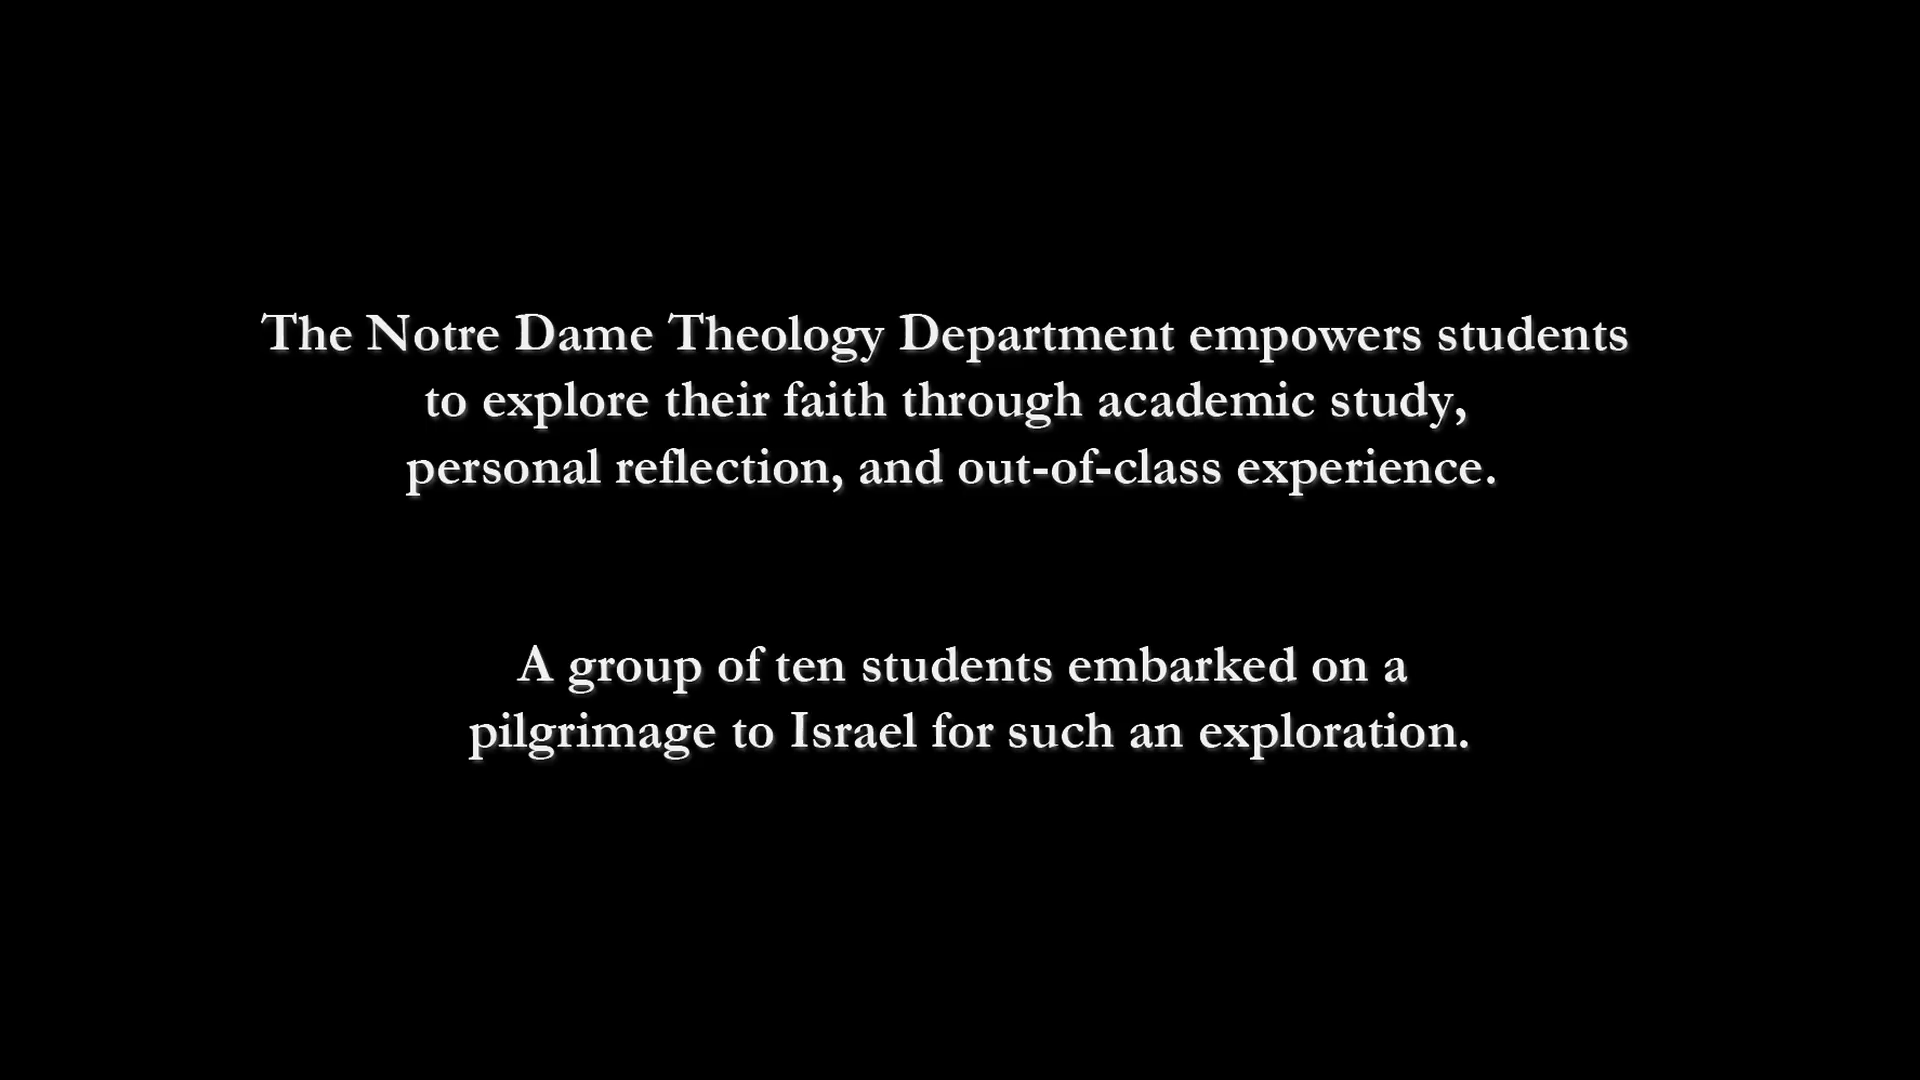 The Notre Dame Theology Department empowers students
to explore their faith through academic study,
personal reflection, and out-of-class experience.
A group of ten students embarked on a
pilgrimage to Israel for such an exploration.